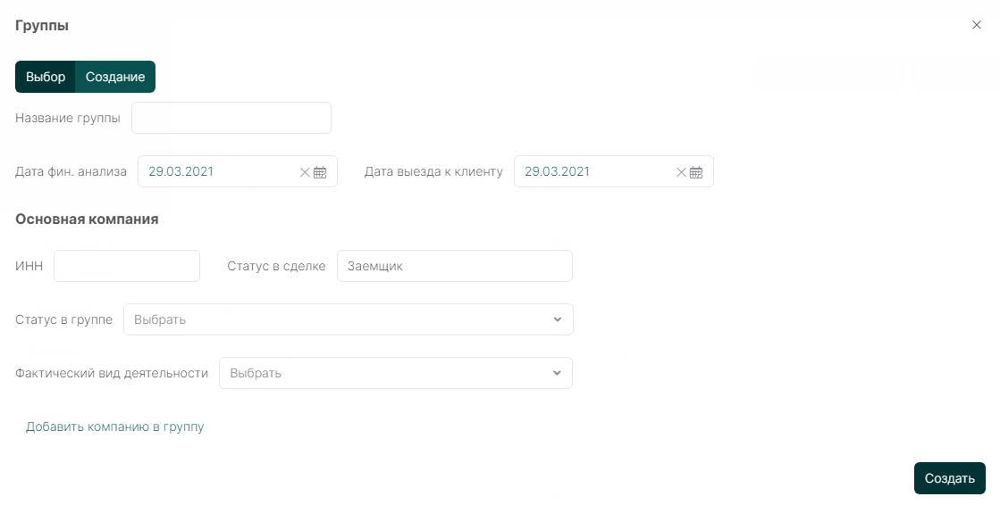 Группы
Выбор Создание
Название группы
Дата фин. анализа 29.03.2021 Дата выезда к клиенту 29.03.2021
Основная компания
ИНН Статус в сделке Заемщик
Статус в группе Выбрать
Фактический вид деятельности Выбрать
Добавить компанию в группу
Создать